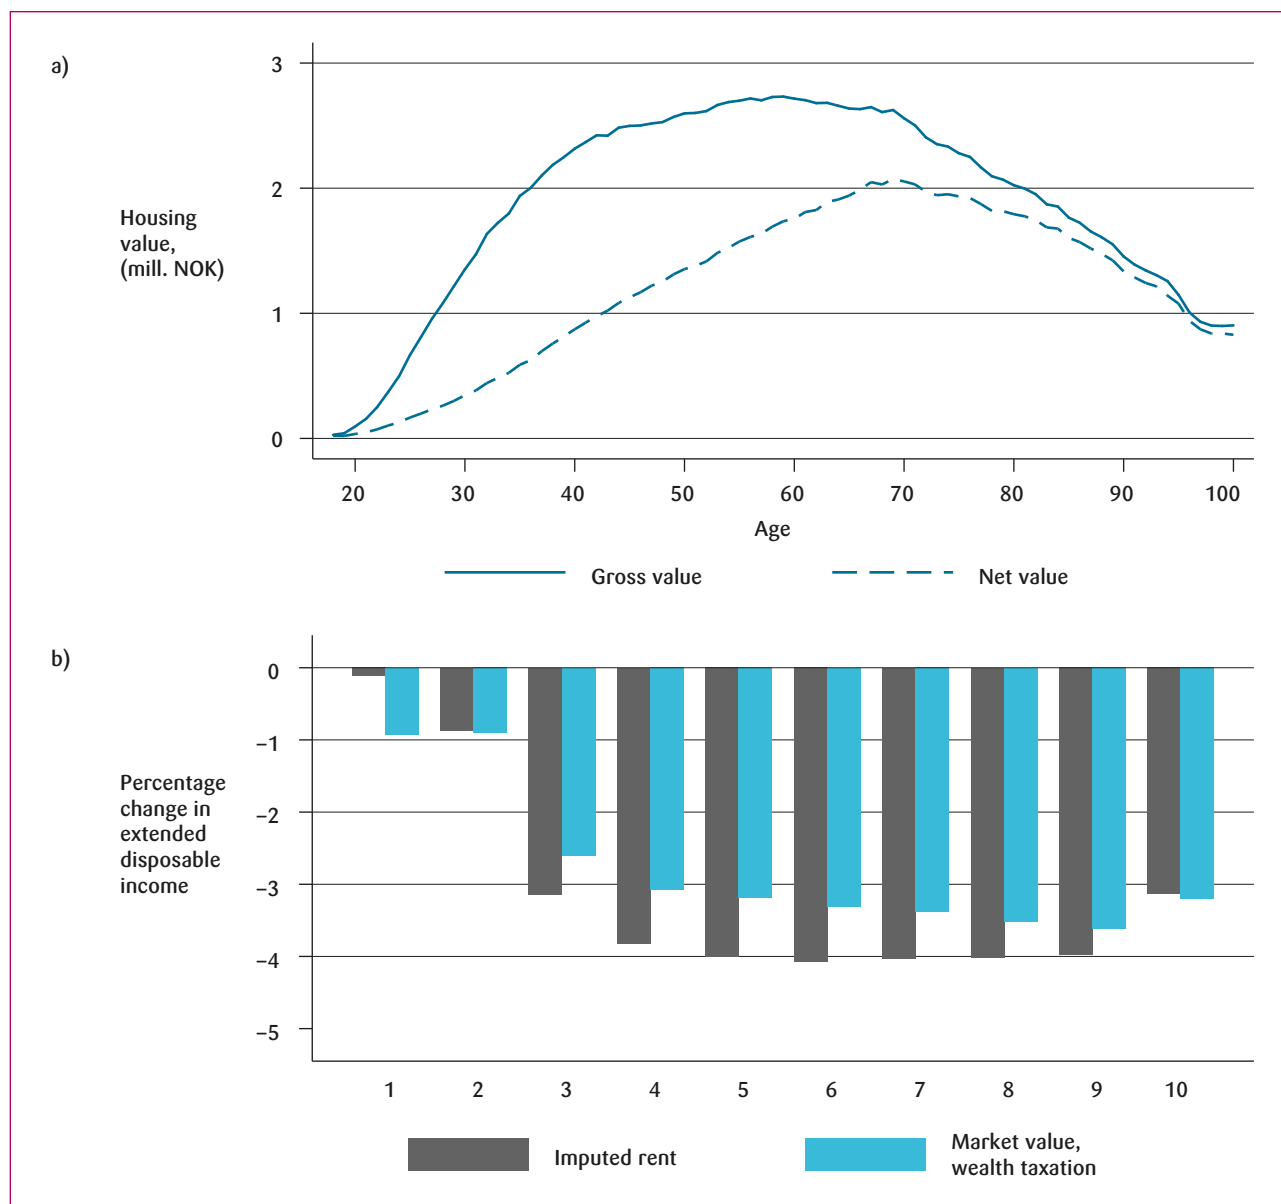 a)
3
2
1
0
Housing
value,
(mill. NOK)
20 30 40 50 60 70 80 90 100
Age
Gross value Net value
b)
0
–1
–2
–3
–4
–5
Percentage
change in
extended
disposable
income
1 2 3 4 5 6 7 8 9 10
Imputed rent
Market value,
wealth taxation